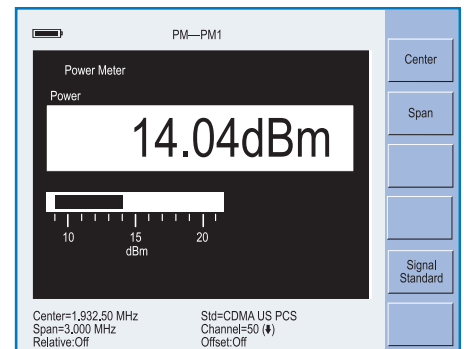 PM—PM1
Power Meter
Power
14.04dBm
10 15 20
dBm
Center
Span
Signal
Standard
Center=1,932.50 MHz
Span=3.000 MHz
Relative:Off
Std=CDMA US PCS
Channel=50 (⬇)
Offset:Off